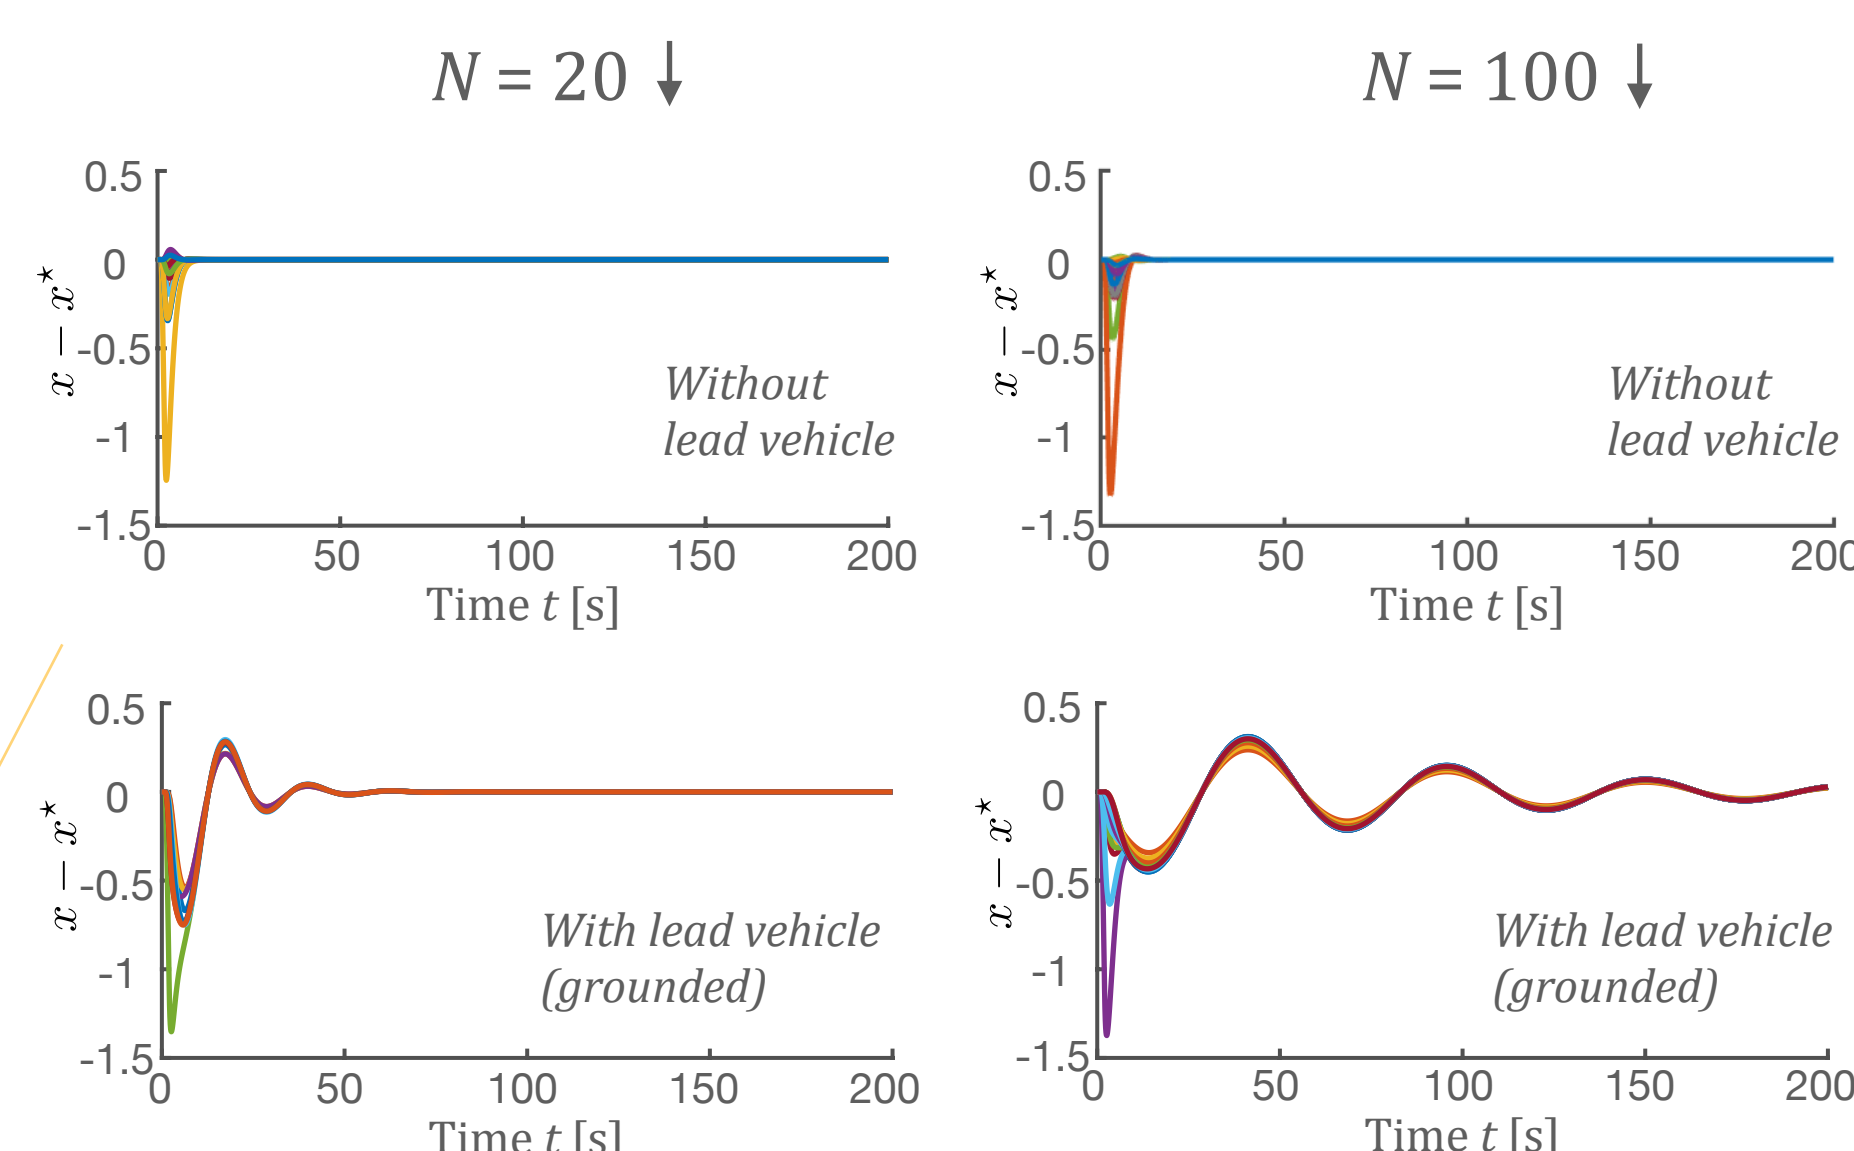 N = 20 ↓
N = 100 ↓
0.5
0
-0.5
-1
-1.5
x − x⋆
Without
lead vehicle
0 50 100 150 200
Time t [s]
0.5
0
-0.5
-1
-1.5
x − x⋆
Without
lead vehicle
0 50 100 150 200
Time t [s]
0.5
0
-0.5
-1
-1.5
x − x⋆
With lead vehicle
(grounded)
0 50 100 150 200
Time t [s]
0.5
0
-0.5
-1
-1.5
x − x⋆
With lead vehicle
(grounded)
0 50 100 150 200
Time t [s]